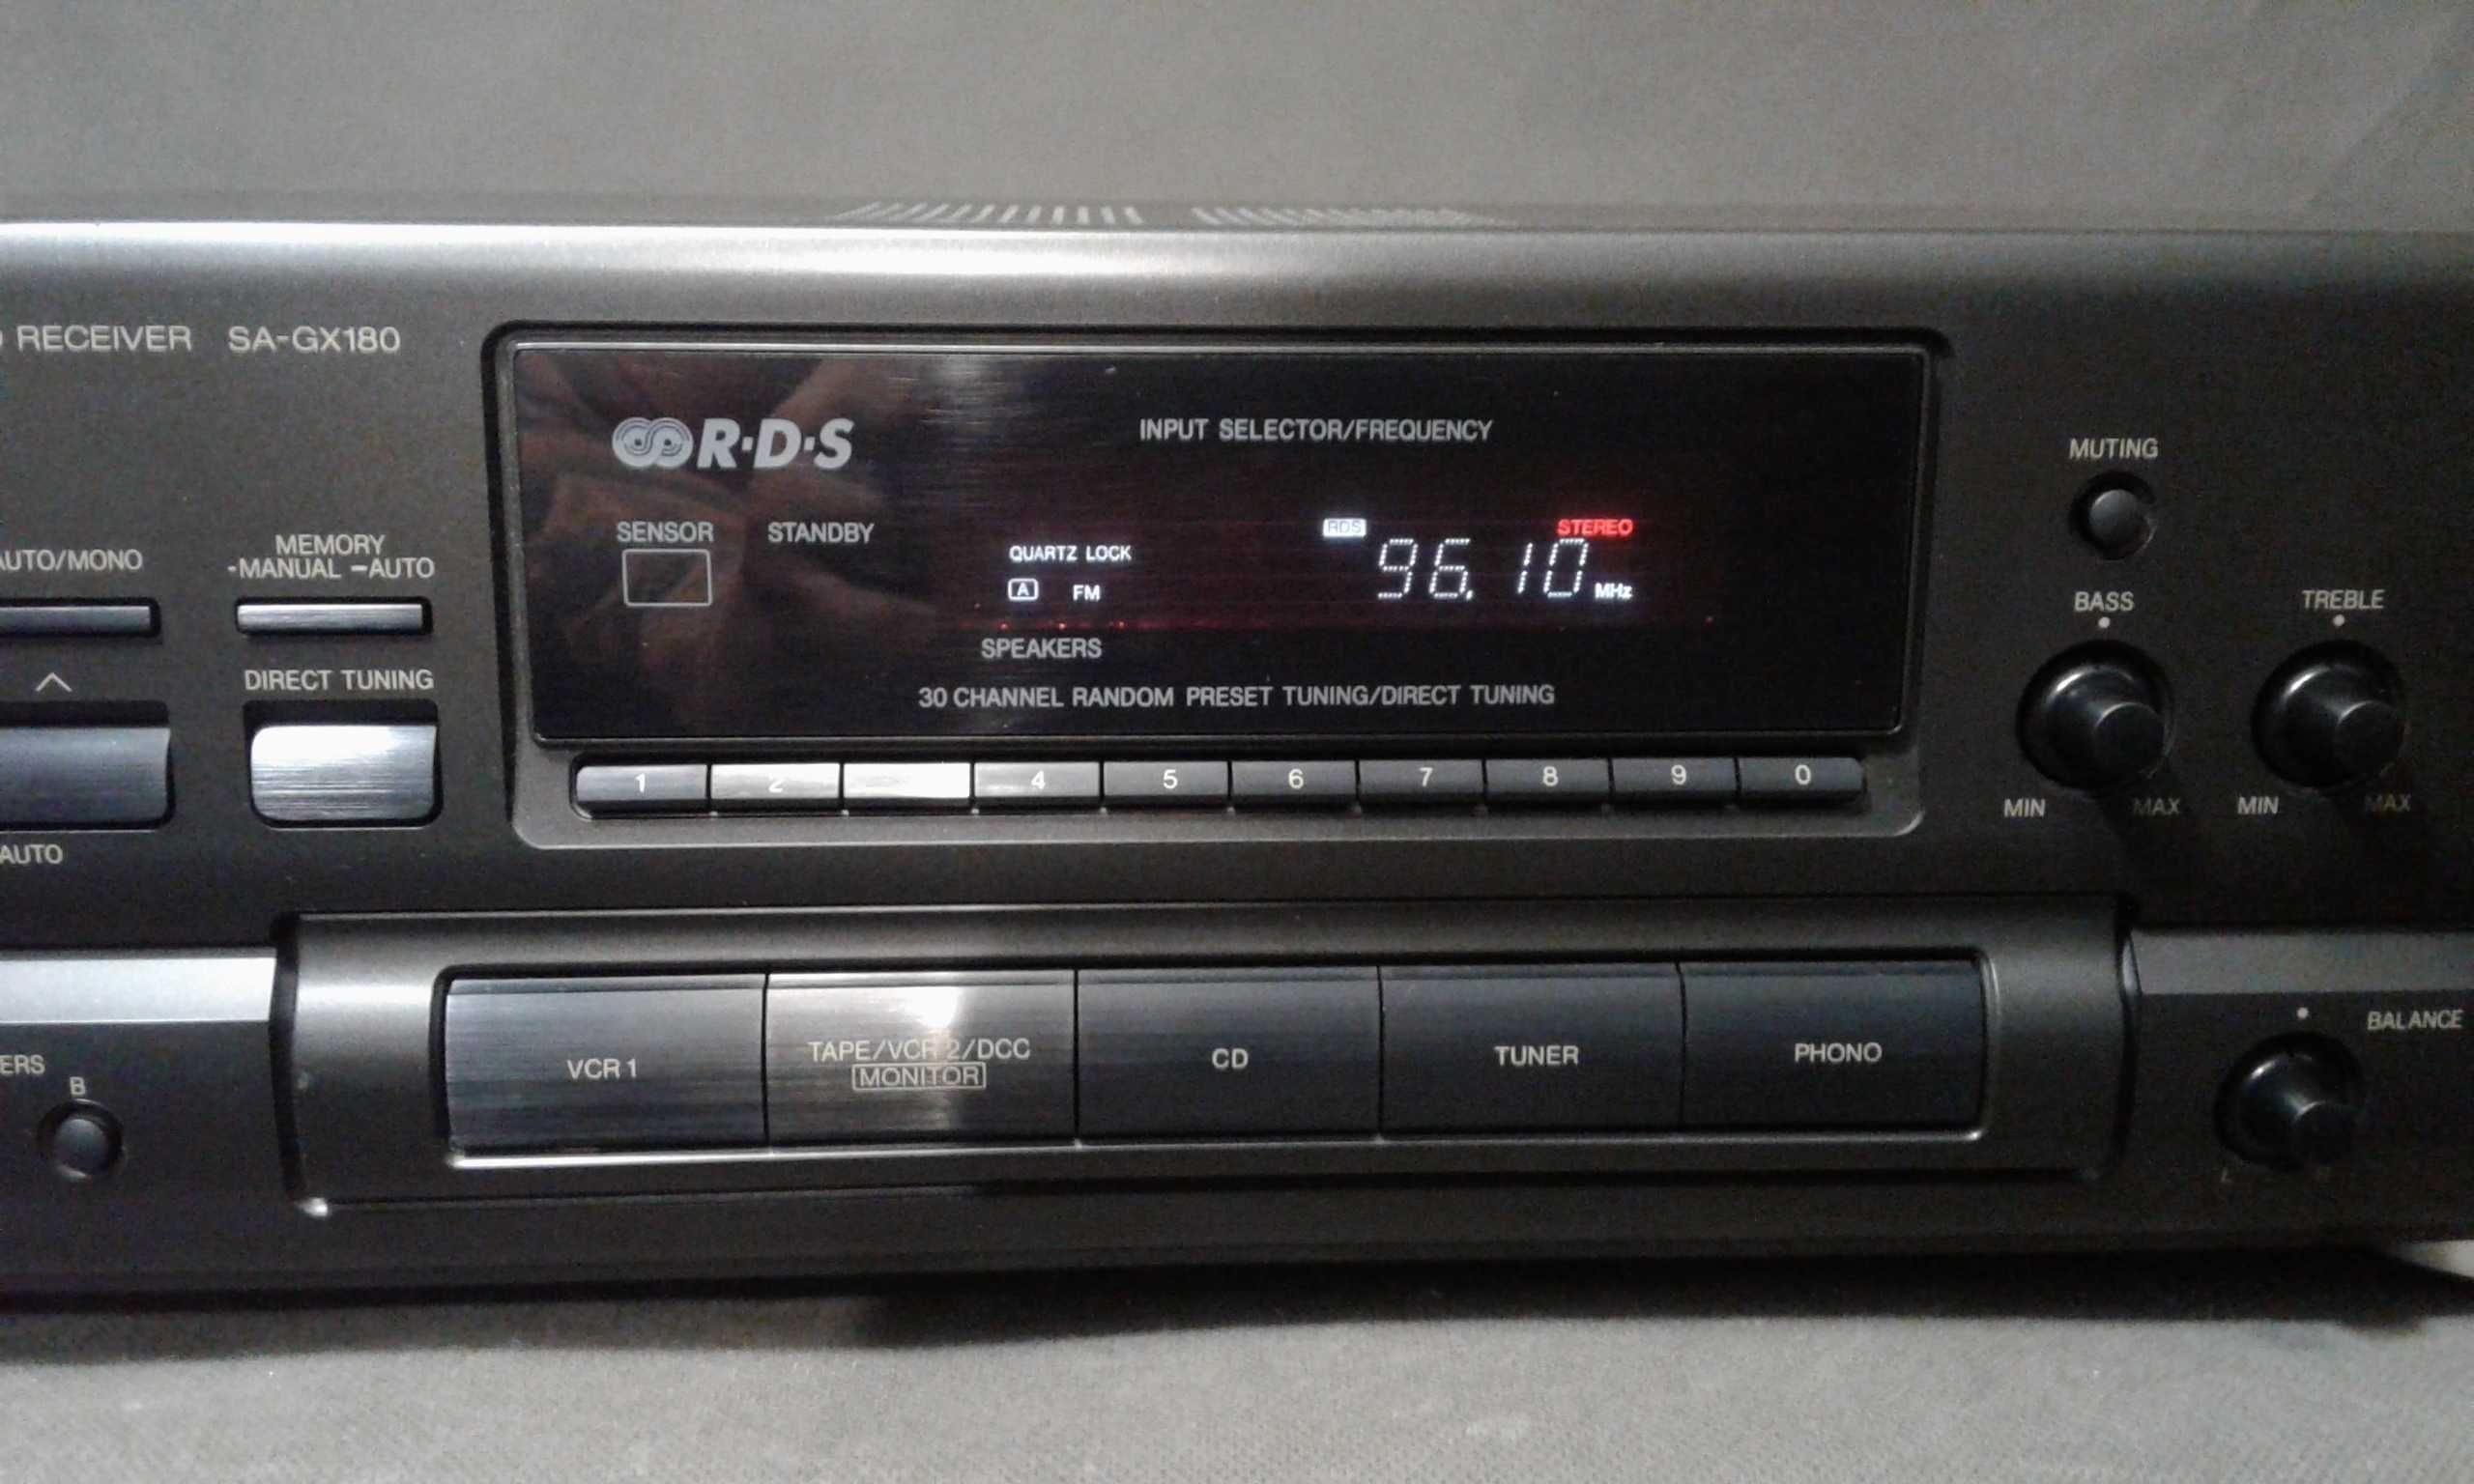 RECEIVER SA-GX180
R·D·S
INPUT SELECTOR/FREQUENCY
MUTING
AUTO/MONO
MEMORY
-MANUAL −AUTO
SENSOR
STANDBY
QUARTZ LOCK
RDS
STEREO
A FM
96.10 MHz
BASS
TREBLE
SPEAKERS
DIRECT TUNING
30 CHANNEL RANDOM PRESET TUNING/DIRECT TUNING
1 2 4 5 6 7 8 9 0
MIN MAX
MIN MAX
AUTO
BALANCE
B
VCR 1
TAPE/VCR 2/DCC
MONITOR
CD
TUNER
PHONO